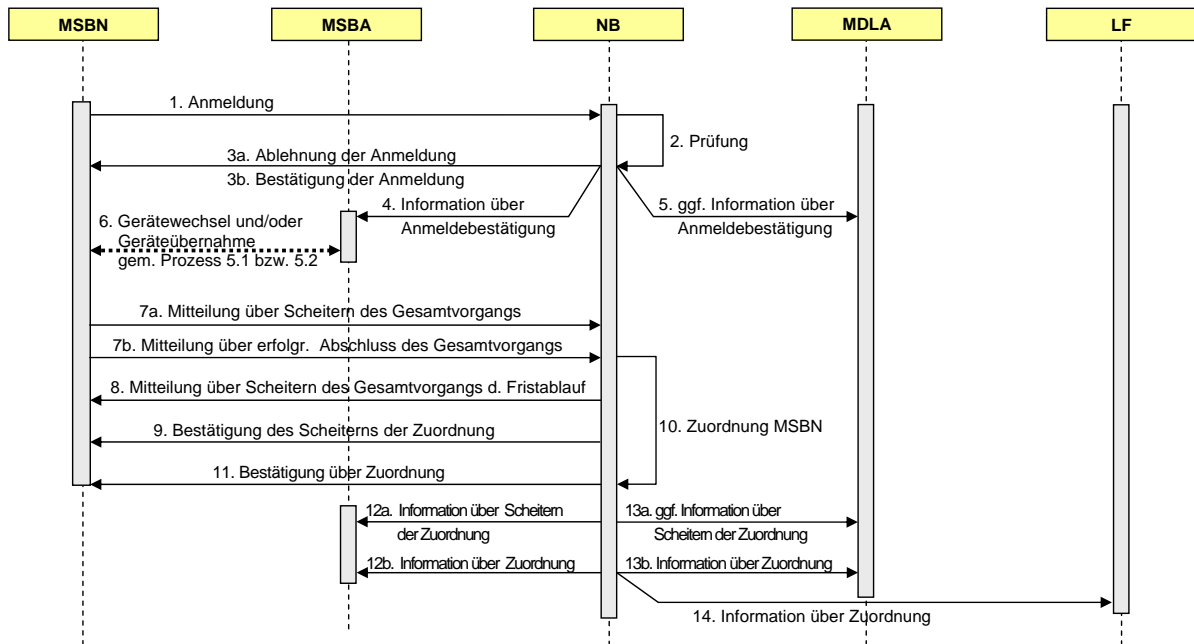 MSBN
MSBA
NB
MDLA
LF
1. Anmeldung
2. Prüfung
3a. Ablehnung der Anmeldung
3b. Bestätigung der Anmeldung
4. Information über
Anmeldebestätigung
5. ggf. Information über
Anmeldebestätigung
6. Gerätewechsel und/oder
Geräteübernahme
gem. Prozess 5.1 bzw. 5.2
7a. Mitteilung über Scheitern des Gesamtvorgangs
7b. Mitteilung über erfolgr. Abschluss des Gesamtvorgangs
8. Mitteilung über Scheitern des Gesamtvorgangs d. Fristablauf
9. Bestätigung des Scheiterns der Zuordnung
10. Zuordnung MSBN
11. Bestätigung über Zuordnung
12a. Information über Scheitern
der Zuordnung
13a. ggf. Information über
Scheitern der Zuordnung
12b. Information über Zuordnung
13b. Information über Zuordnung
14. Information über Zuordnung